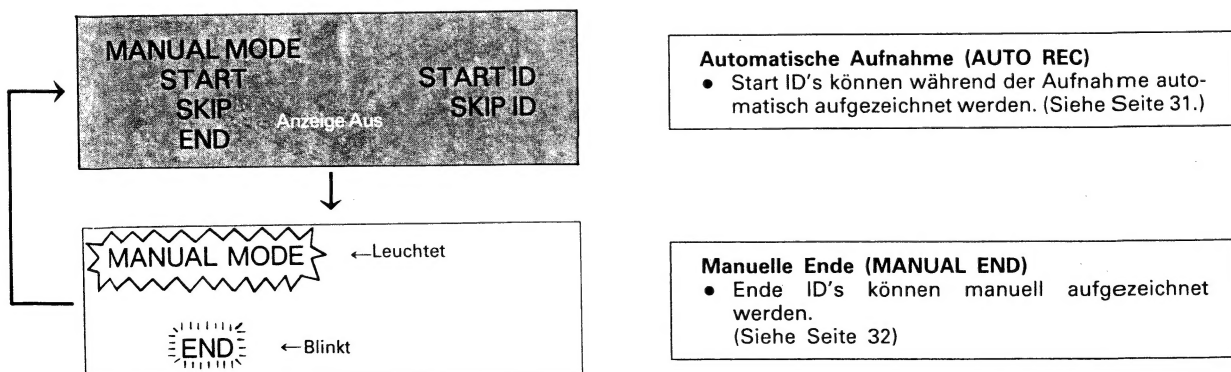 MANUAL MODE
START
START ID
SKIP
SKIP ID
Anzeige Aus
END
Automatische Aufnahme (AUTO REC)
● Start ID's können während der Aufnahme auto-
matisch aufgezeichnet werden. (Siehe Seite 31.)
MANUAL MODE ←Leuchtet
END ←Blinkt
Manuelle Ende (MANUAL END)
● Ende ID's können manuell aufgezeichnet
werden.
(Siehe Seite 32)